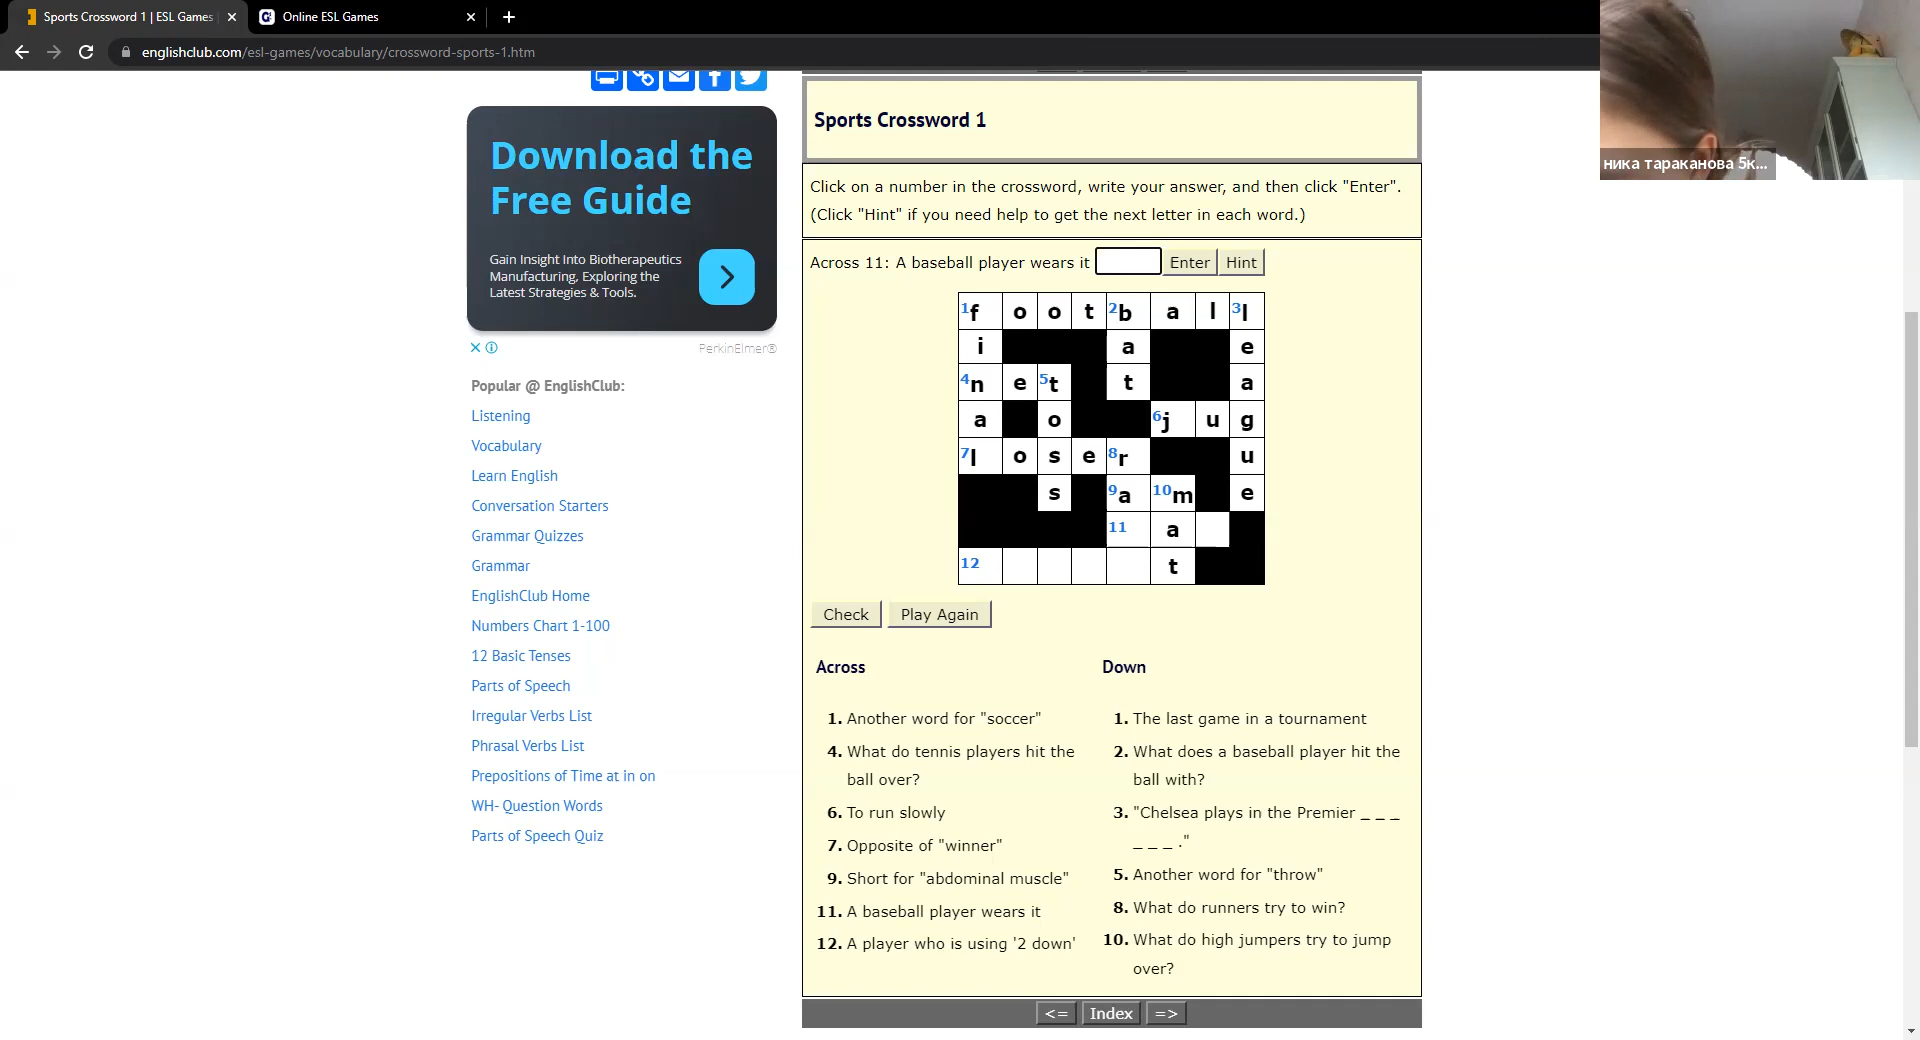 Sports Crossword 1 | ESL Games
Online ESL Games
englishclub.com/esl-games/vocabulary/crossword-sports-1.htm
Download the
Free Guide
Gain Insight Into Biotherapeutics
Manufacturing, Exploring the
Latest Strategies & Tools.
PerkinElmer®
Popular @ EnglishClub:
Listening
Vocabulary
Learn English
Conversation Starters
Grammar Quizzes
Grammar
EnglishClub Home
Numbers Chart 1-100
12 Basic Tenses
Parts of Speech
Irregular Verbs List
Phrasal Verbs List
Prepositions of Time at in on
WH- Question Words
Parts of Speech Quiz
Sports Crossword 1
Click on a number in the crossword, write your answer, and then click "Enter".
(Click "Hint" if you need help to get the next letter in each word.)
Across 11: A baseball player wears it Enter Hint
1f o o t 2b a l 3l
i a e
4n e 5t t a
a o 6j u g
7l o s e 8r u
s 9a 10m e
11 a
12 t
Check Play Again
Across
1. Another word for "soccer"
4. What do tennis players hit the
ball over?
6. To run slowly
7. Opposite of "winner"
9. Short for "abdominal muscle"
11. A baseball player wears it
12. A player who is using '2 down'
Down
1. The last game in a tournament
2. What does a baseball player hit the
ball with?
3. "Chelsea plays in the Premier _ _ _
_ _ _ ."
5. Another word for "throw"
8. What do runners try to win?
10. What do high jumpers try to jump
over?
<= Index =>
ника тараканова 5к...